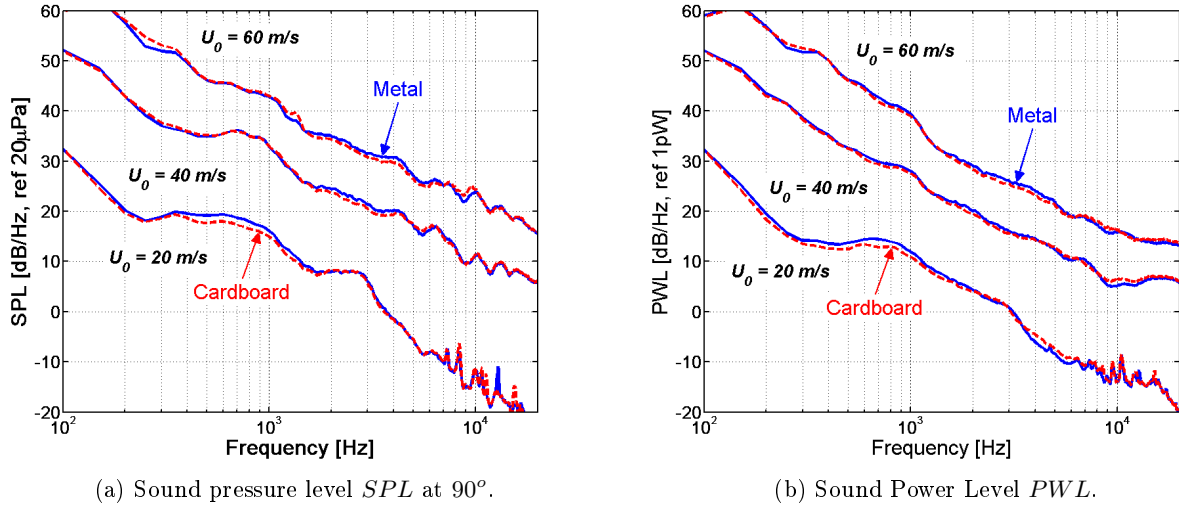 SPL [dB/Hz, ref 20μPa]
60
50
40
30
20
10
0
-10
-20
U0 = 60 m/s
Metal
U0 = 40 m/s
U0 = 20 m/s
Cardboard
10^2
10^3
10^4
Frequency [Hz]
(a) Sound pressure level SPL at 90°.
PWL [dB/Hz, ref 1pW]
60
50
40
30
20
10
0
-10
-20
U0 = 60 m/s
Metal
U0 = 40 m/s
U0 = 20 m/s
Cardboard
10^2
10^3
10^4
Frequency [Hz]
(b) Sound Power Level PWL.